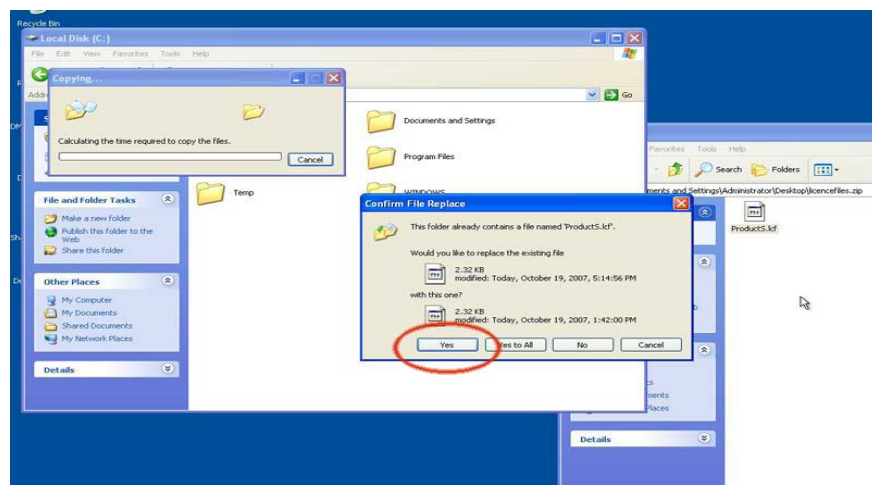 Recycle Bin
Local Disk (C:)
File Edit View Favorites Tools Help
Copying...
Go
Calculating the time required to copy the files.
Cancel
Documents and Settings
Program Files
Temp
WINDOWS
File and Folder Tasks
Make a new folder
Publish this folder to the
Web
Share this folder
Other Places
My Computer
My Documents
Shared Documents
My Network Places
Details
Confirm File Replace
This folder already contains a file named 'ProductS.lcf'.
Would you like to replace the existing file
2.32 KB
modified: Today, October 19, 2007, 5:14:56 PM
with this one?
2.32 KB
modified: Today, October 19, 2007, 1:42:00 PM
Yes
Yes to All
No
Cancel
Favorites Tools Help
Search Folders
ments and Settings\Administrator\Desktop\licencefiles.zip
ProductS.lcf
Details